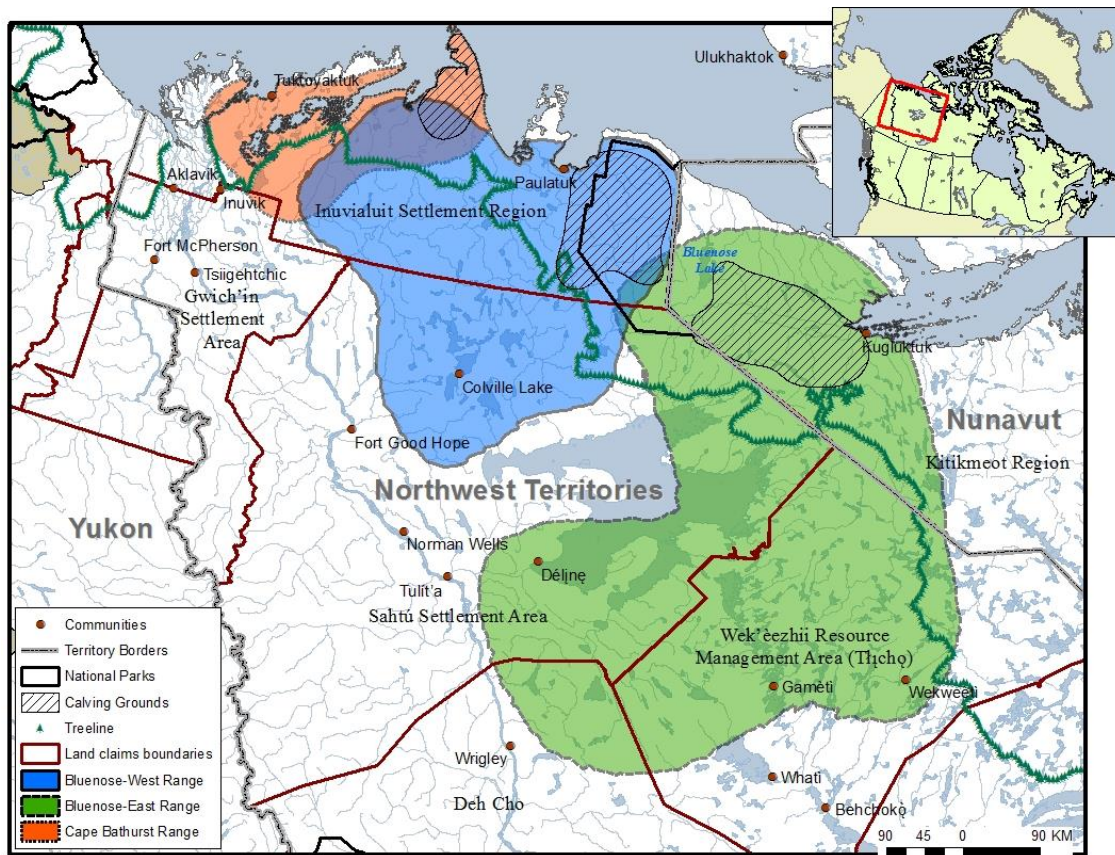 Ulukhaktok
Tuktoyaktuk
Aklavik
Inuvik
Paulatuk
Inuvialuit Settlement Region
Fort McPherson
Tsiigehtchic
Gwich'in
Settlement
Area
Bluenose
Lake
Kugluktuk
Colville Lake
Fort Good Hope
Nunavut
Kitikmeot Region
Northwest Territories
Yukon
Norman Wells
Délı̨nę
Tulít'a
Sahtú Settlement Area
Wek'èezhii Resource
Management Area (Tłı̨chǫ)
Gamètì
Wekweètì
Wrigley
Whatì
Deh Cho
Behchokǫ̀
Communities
Territory Borders
National Parks
Calving Grounds
Treeline
Land claims boundaries
Bluenose-West Range
Bluenose-East Range
Cape Bathurst Range
90 45 0 90 KM